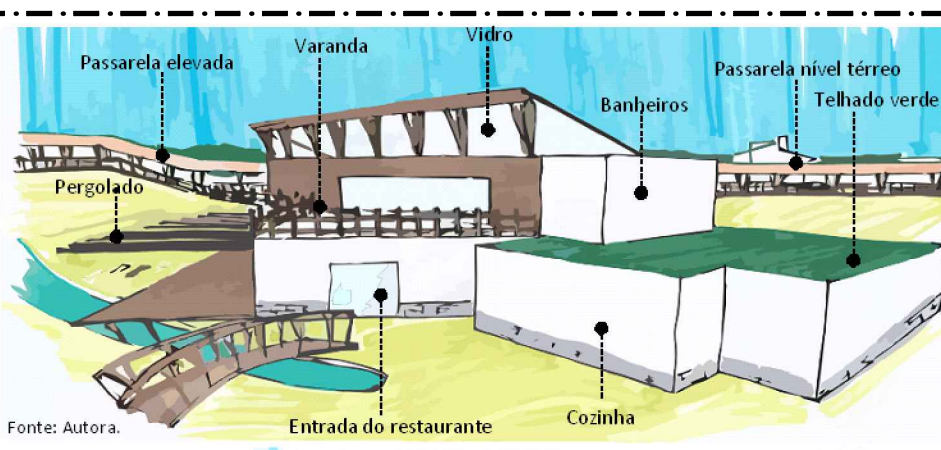 Vidro
Varanda
Passarela elevada
Passarela nível térreo
Banheiros
Telhado verde
Pergolado
Fonte: Autora.
Entrada do restaurante
Cozinha